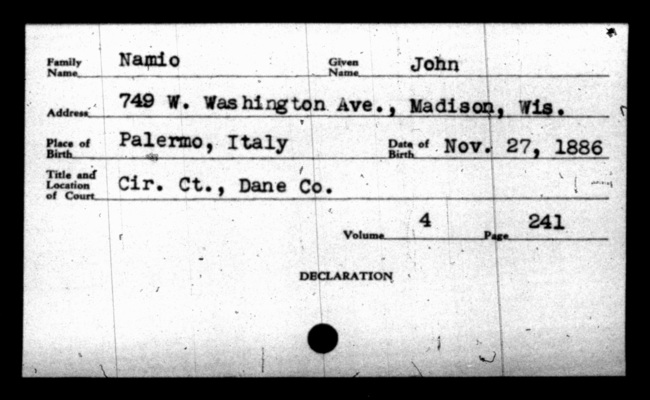 Family Name Namio Given Name John
Address 749 W. Washington Ave., Madison, Wis.
Place of Birth Palermo, Italy Date of Birth Nov. 27, 1886
Title and Location of Court Cir. Ct., Dane Co.
Volume 4 Page 241
DECLARATION